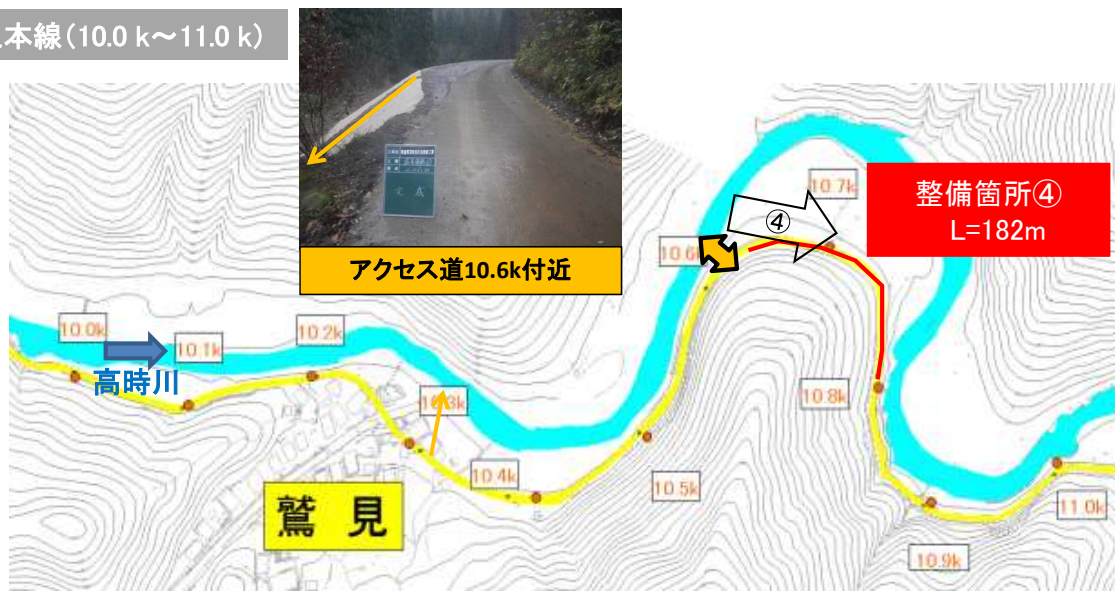 本線(10.0 k～11.0 k)
完 成
アクセス道10.6k付近
整備箇所④
L=182m
④
10.7k
10.6k
10.0k
10.1k
10.2k
高時川
10.3k
10.8k
10.4k
10.5k
鷲 見
11.0k
10.9k